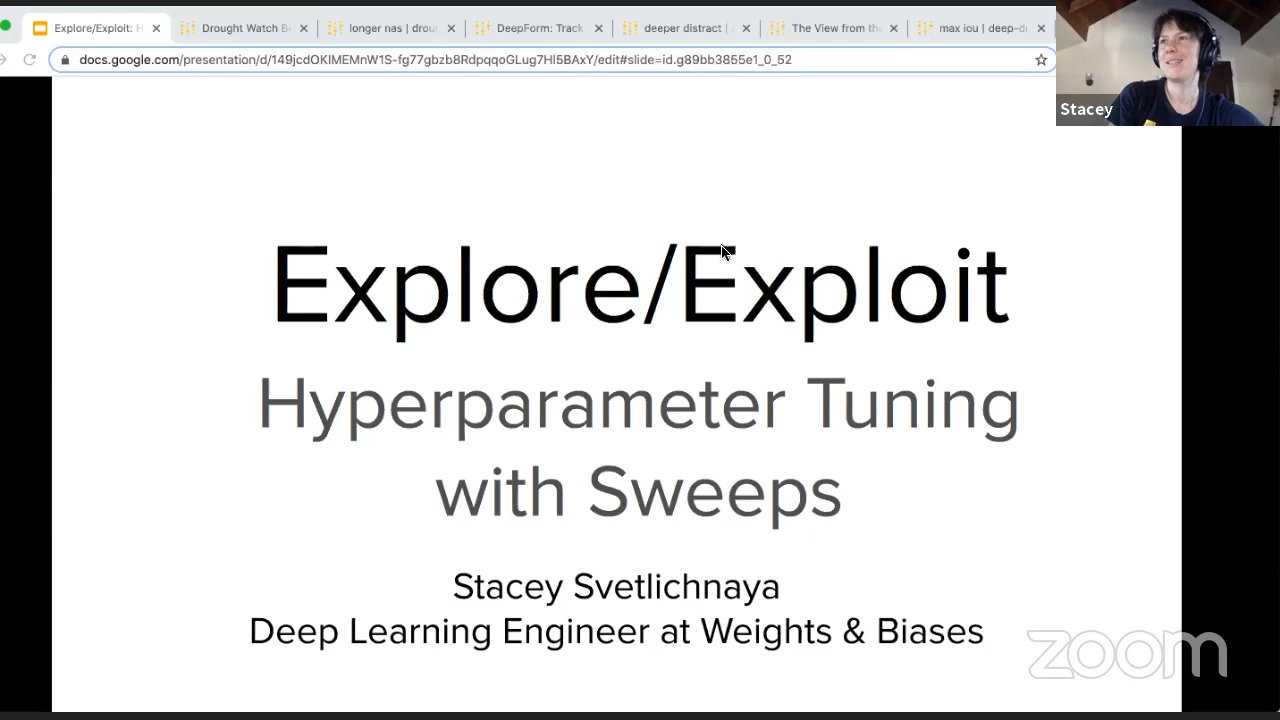 Explore/Exploit: H
Drought Watch B
longer nas | drou
DeepForm: Track
deeper distract |
The View from the
max iou | deep-d
docs.google.com/presentation/d/149jcdOKIMEMnW1S-fg77gbzb8RdpqqoGLug7Hl5BAxY/edit#slide=id.g89bb3855e1_0_52
Stacey
Explore/Exploit
Hyperparameter Tuning
with Sweeps
Stacey Svetlichnaya
Deep Learning Engineer at Weights & Biases
zoom